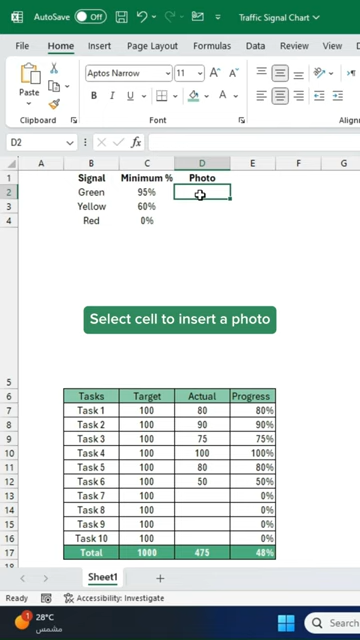 AutoSave Off Traffic Signal Chart
File Home Insert Page Layout Formulas Data Review View
Paste Aptos Narrow 11 A A
B I U A
Clipboard Font Alignm
D2 fx
A B C D E F G
1 Signal Minimum % Photo
2 Green 95%
3 Yellow 60%
4 Red 0%
Select cell to insert a photo
5
6 Tasks Target Actual Progress
7 Task 1 100 80 80%
8 Task 2 100 90 90%
9 Task 3 100 75 75%
10 Task 4 100 100 100%
11 Task 5 100 80 80%
12 Task 6 100 50 50%
13 Task 7 100 0%
14 Task 8 100 0%
15 Task 9 100 0%
16 Task 10 100 0%
17 Total 1000 475 48%
18
Sheet1
Ready Accessibility: Investigate
1 28°C
مشمس
Search